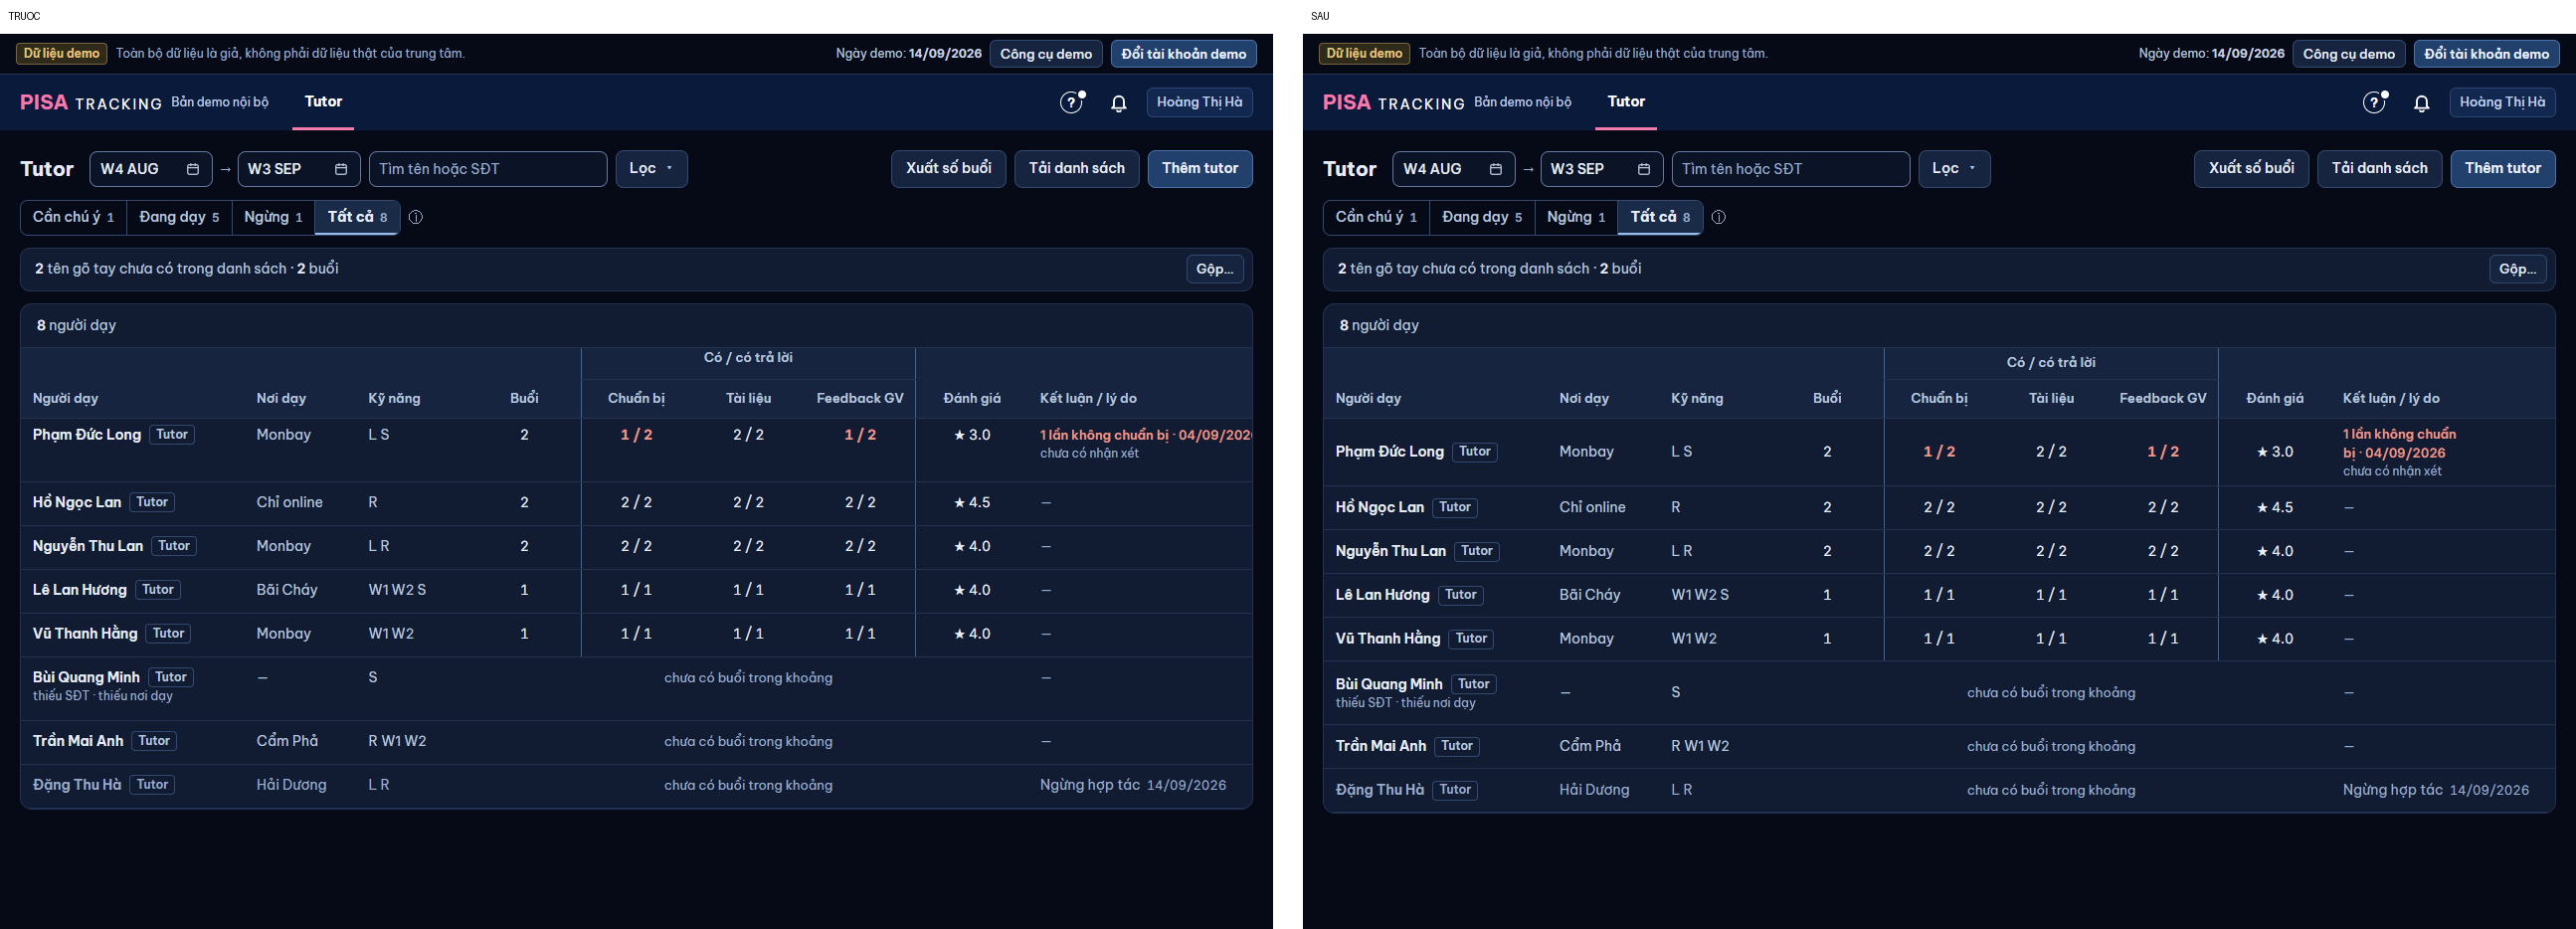 TRUOC
Dữ liệu demo Toàn bộ dữ liệu là giả, không phải dữ liệu thật của trung tâm. Ngày demo: 14/09/2026 Công cụ demo Đổi tài khoản demo
PISA TRACKING Bản demo nội bộ Tutor ? Hoàng Thị Hà
Tutor W4 AUG → W3 SEP Tìm tên hoặc SĐT Lọc Xuất số buổi Tải danh sách Thêm tutor
Cần chú ý 1 Đang dạy 5 Ngừng 1 Tất cả 8 ⓘ
2 tên gõ tay chưa có trong danh sách · 2 buổi Gộp...
8 người dạy
Có / có trả lời
Người dạy Nơi dạy Kỹ năng Buổi Chuẩn bị Tài liệu Feedback GV Đánh giá Kết luận / lý do
Phạm Đức Long Tutor Monbay L S 2 1 / 2 2 / 2 1 / 2 ★ 3.0 1 lần không chuẩn bị · 04/09/202
chưa có nhận xét
Hồ Ngọc Lan Tutor Chỉ online R 2 2 / 2 2 / 2 2 / 2 ★ 4.5 —
Nguyễn Thu Lan Tutor Monbay L R 2 2 / 2 2 / 2 2 / 2 ★ 4.0 —
Lê Lan Hương Tutor Bãi Cháy W1 W2 S 1 1 / 1 1 / 1 1 / 1 ★ 4.0 —
Vũ Thanh Hằng Tutor Monbay W1 W2 1 1 / 1 1 / 1 1 / 1 ★ 4.0 —
Bùi Quang Minh Tutor — S chưa có buổi trong khoảng —
thiếu SĐT · thiếu nơi dạy
Trần Mai Anh Tutor Cẩm Phả R W1 W2 chưa có buổi trong khoảng —
Đặng Thu Hà Tutor Hải Dương L R chưa có buổi trong khoảng Ngừng hợp tác 14/09/2026
SAU
Dữ liệu demo Toàn bộ dữ liệu là giả, không phải dữ liệu thật của trung tâm. Ngày demo: 14/09/2026 Công cụ demo Đổi tài khoản demo
PISA TRACKING Bản demo nội bộ Tutor ? Hoàng Thị Hà
Tutor W4 AUG → W3 SEP Tìm tên hoặc SĐT Lọc Xuất số buổi Tải danh sách Thêm tutor
Cần chú ý 1 Đang dạy 5 Ngừng 1 Tất cả 8 ⓘ
2 tên gõ tay chưa có trong danh sách · 2 buổi Gộp...
8 người dạy
Có / có trả lời
Người dạy Nơi dạy Kỹ năng Buổi Chuẩn bị Tài liệu Feedback GV Đánh giá Kết luận / lý do
Phạm Đức Long Tutor Monbay L S 2 1 / 2 2 / 2 1 / 2 ★ 3.0 1 lần không chuẩn
bị · 04/09/2026
chưa có nhận xét
Hồ Ngọc Lan Tutor Chỉ online R 2 2 / 2 2 / 2 2 / 2 ★ 4.5 —
Nguyễn Thu Lan Tutor Monbay L R 2 2 / 2 2 / 2 2 / 2 ★ 4.0 —
Lê Lan Hương Tutor Bãi Cháy W1 W2 S 1 1 / 1 1 / 1 1 / 1 ★ 4.0 —
Vũ Thanh Hằng Tutor Monbay W1 W2 1 1 / 1 1 / 1 1 / 1 ★ 4.0 —
Bùi Quang Minh Tutor — S chưa có buổi trong khoảng —
thiếu SĐT · thiếu nơi dạy
Trần Mai Anh Tutor Cẩm Phả R W1 W2 chưa có buổi trong khoảng —
Đặng Thu Hà Tutor Hải Dương L R chưa có buổi trong khoảng Ngừng hợp tác 14/09/2026